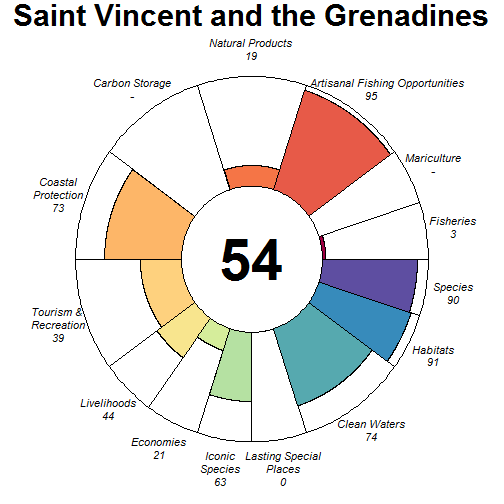 Saint Vincent and the Grenadines
Natural Products
19
Carbon Storage
-
Artisanal Fishing Opportunities
95
Mariculture
-
Coastal
Protection
73
Fisheries
3
54
Species
90
Tourism &
Recreation
39
Habitats
91
Livelihoods
44
Clean Waters
74
Economies
21
Iconic
Species
63
Lasting Special
Places
0